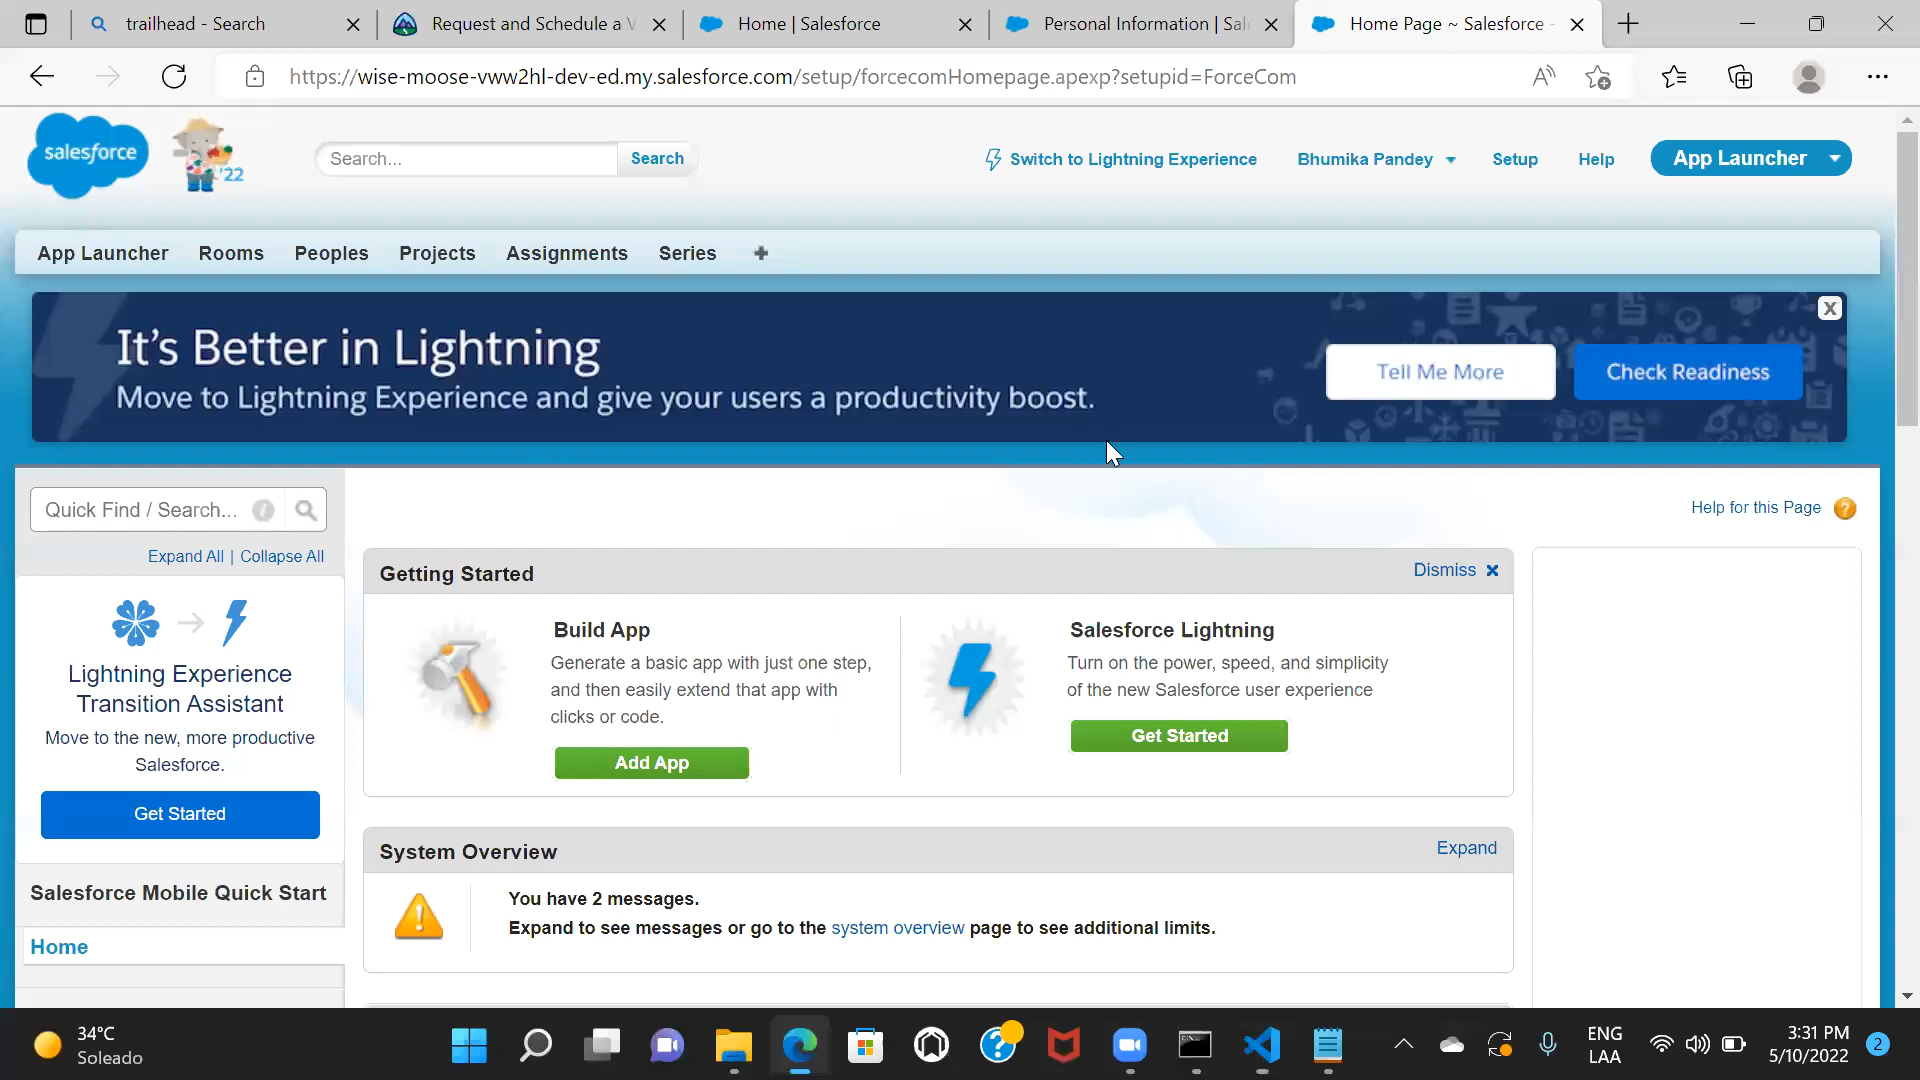 trailhead - Search
Request and Schedule a V
Home | Salesforce
Personal Information | Sal
Home Page ~ Salesforce -
https://wise-moose-vww2hl-dev-ed.my.salesforce.com/setup/forcecomHomepage.apexp?setupid=ForceCom
salesforce
'22
Search...
Search
Switch to Lightning Experience
Bhumika Pandey
Setup
Help
App Launcher
App Launcher
Rooms
Peoples
Projects
Assignments
Series
It's Better in Lightning
Move to Lightning Experience and give your users a productivity boost.
Tell Me More
Check Readiness
X
Quick Find / Search...
Expand All | Collapse All
Lightning Experience
Transition Assistant
Move to the new, more productive
Salesforce.
Get Started
Salesforce Mobile Quick Start
Home
Help for this Page
Getting Started
Dismiss
Build App
Generate a basic app with just one step,
and then easily extend that app with
clicks or code.
Add App
Salesforce Lightning
Turn on the power, speed, and simplicity
of the new Salesforce user experience
Get Started
System Overview
Expand
You have 2 messages.
Expand to see messages or go to the system overview page to see additional limits.
34°C
Soleado
ENG
LAA
3:31 PM
5/10/2022
2